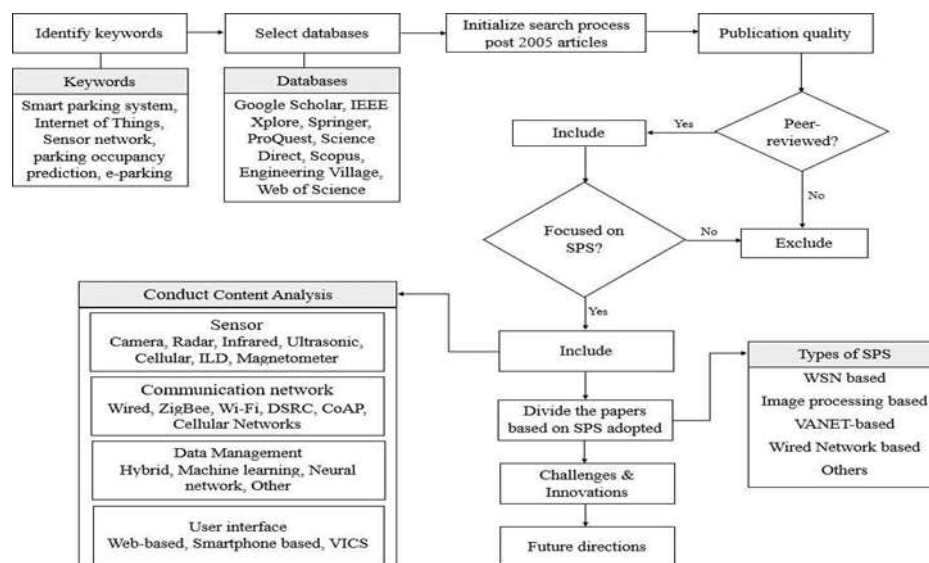 Identify keywords
Select databases
Initialize search process
post 2005 articles
Publication quality
Keywords
Smart parking system,
Internet of Things,
Sensor network,
parking occupancy
prediction, e-parking
Databases
Google Scholar, IEEE
Xplore, Springer,
ProQuest, Science
Direct, Scopus,
Engineering Village,
Web of Science
Peer-
reviewed?
Yes
Include
No
Focused on
SPS?
No
Exclude
Yes
Conduct Content Analysis
Sensor
Camera, Radar, Infrared, Ultrasonic,
Cellular, ILD, Magnetometer
Communication network
Wired, ZigBee, Wi-Fi, DSRC, CoAP,
Cellular Networks
Data Management
Hybrid, Machine learning, Neural
network, Other
User interface
Web-based, Smartphone based, VICS
Include
Divide the papers
based on SPS adopted
Challenges &
Innovations
Future directions
Types of SPS
WSN based
Image processing based
VANET-based
Wired Network based
Others